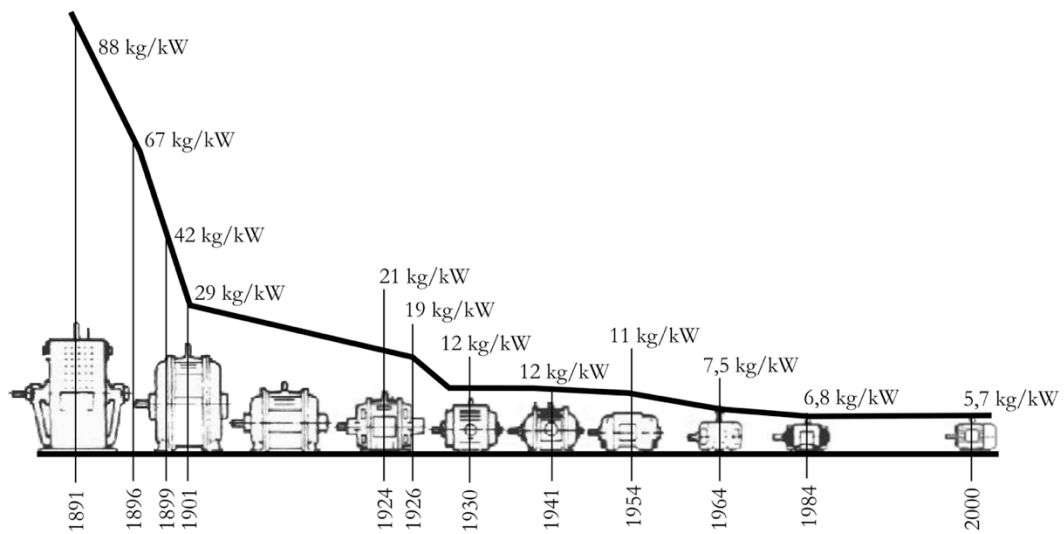 88 kg/kW
67 kg/kW
42 kg/kW
29 kg/kW
21 kg/kW
19 kg/kW
12 kg/kW
12 kg/kW
11 kg/kW
7,5 kg/kW
6,8 kg/kW
5,7 kg/kW
1891
1896
1899
1901
1924
1926
1930
1941
1954
1964
1984
2000